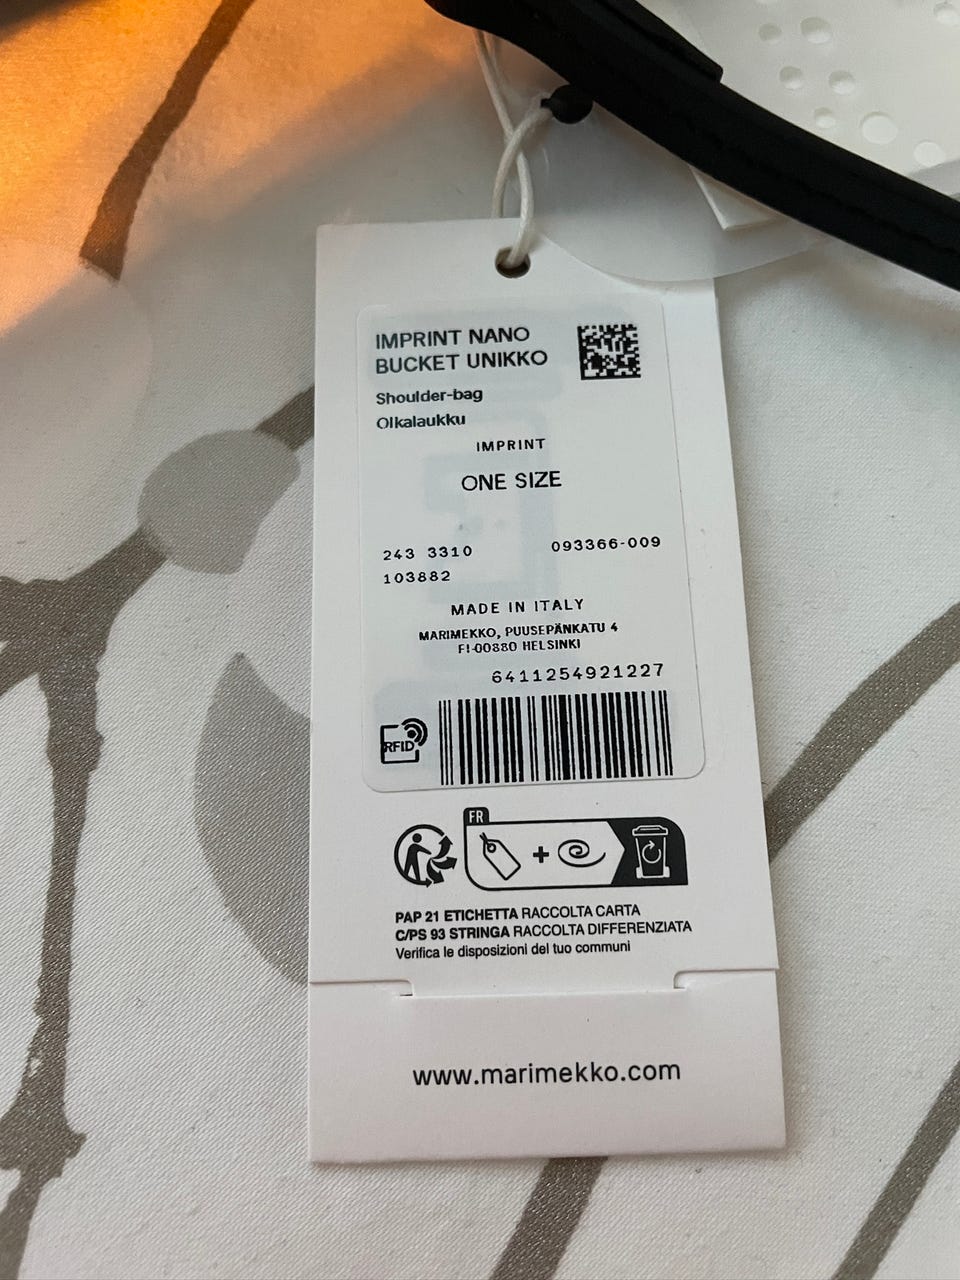 IMPRINT NANO
BUCKET UNIKKO
Shoulder-bag
Olkalaukku
IMPRINT
ONE SIZE
243 3310 093366-009
103882
MADE IN ITALY
MARIMEKKO, PUUSEPÄNKATU 4
FI-00880 HELSINKI
6411254921227
RFID
FR
PAP 21 ETICHETTA RACCOLTA CARTA
C/PS 93 STRINGA RACCOLTA DIFFERENZIATA
Verifica le disposizioni del tuo communi
www.marimekko.com